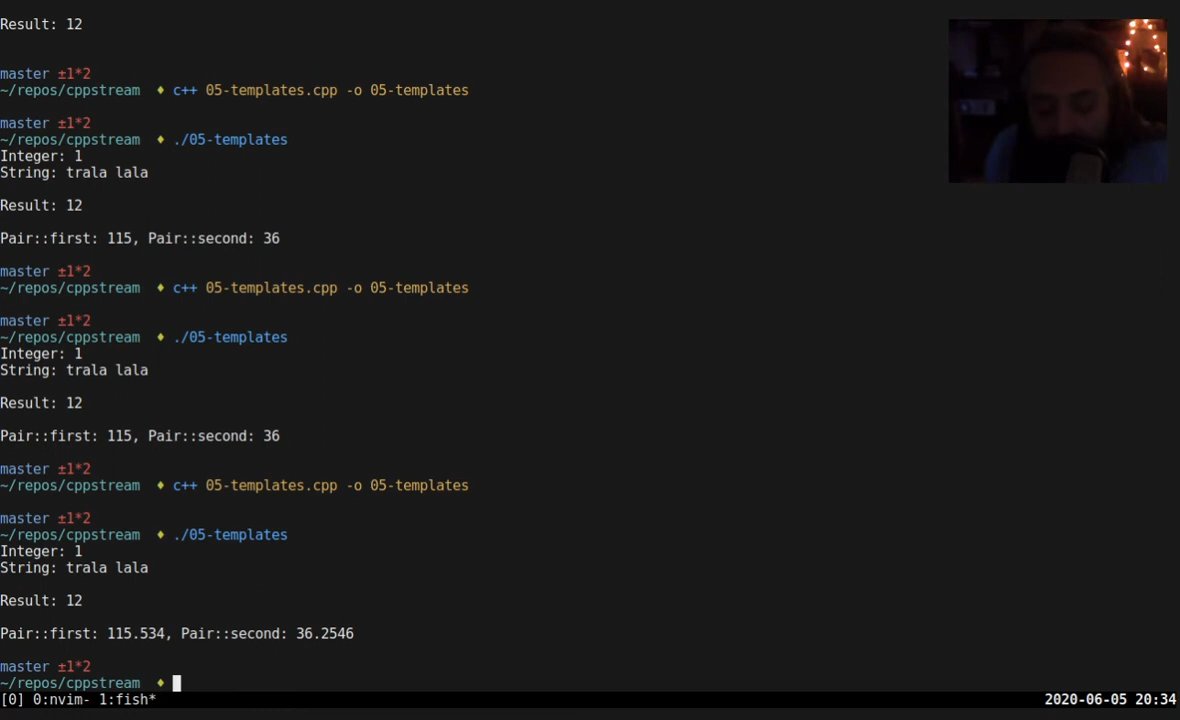 Result: 12
master ±1*2
~/repos/cppstream ♦ c++ 05-templates.cpp -o 05-templates
master ±1*2
~/repos/cppstream ♦ ./05-templates
Integer: 1
String: trala lala
Result: 12
Pair::first: 115, Pair::second: 36
master ±1*2
~/repos/cppstream ♦ c++ 05-templates.cpp -o 05-templates
master ±1*2
~/repos/cppstream ♦ ./05-templates
Integer: 1
String: trala lala
Result: 12
Pair::first: 115, Pair::second: 36
master ±1*2
~/repos/cppstream ♦ c++ 05-templates.cpp -o 05-templates
master ±1*2
~/repos/cppstream ♦ ./05-templates
Integer: 1
String: trala lala
Result: 12
Pair::first: 115.534, Pair::second: 36.2546
master ±1*2
~/repos/cppstream ♦
[0] 0:nvim- 1:fish* 2020-06-05 20:34